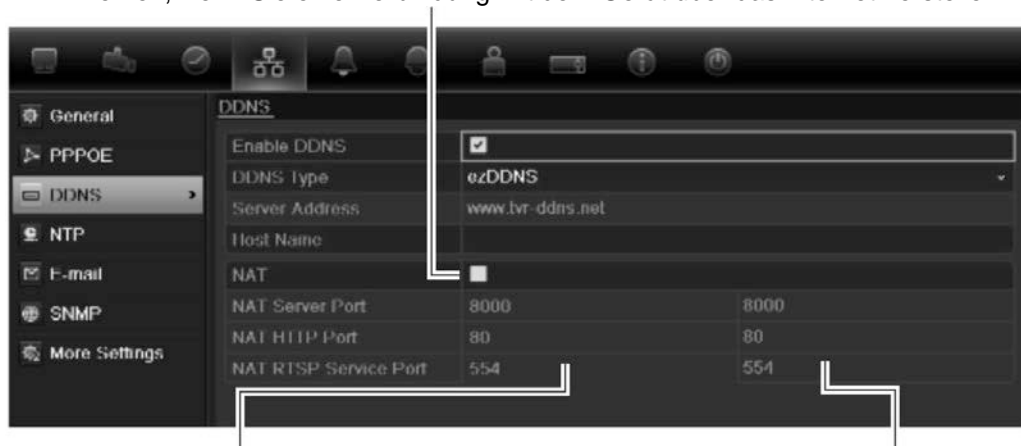 DDNS
General
PPPOE
DDNS
NTP
E-mail
SNMP
More Settings
Enable DDNS
DDNS Type ezDDNS
Server Address www.tvr-ddns.net
Host Name
NAT
NAT Server Port 8000 8000
NAT HTTP Port 80 80
NAT RTSP Service Port 554 554